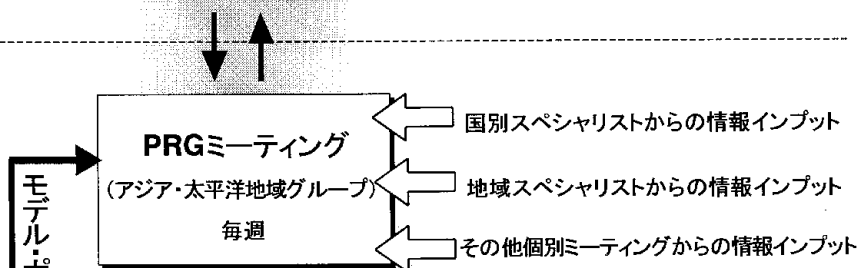 PRGミーティング
(アジア・太平洋地域グループ)
毎週
国別スペシャリストからの情報インプット
地域スペシャリストからの情報インプット
その他個別ミーティングからの情報インプット
モデル・ポ